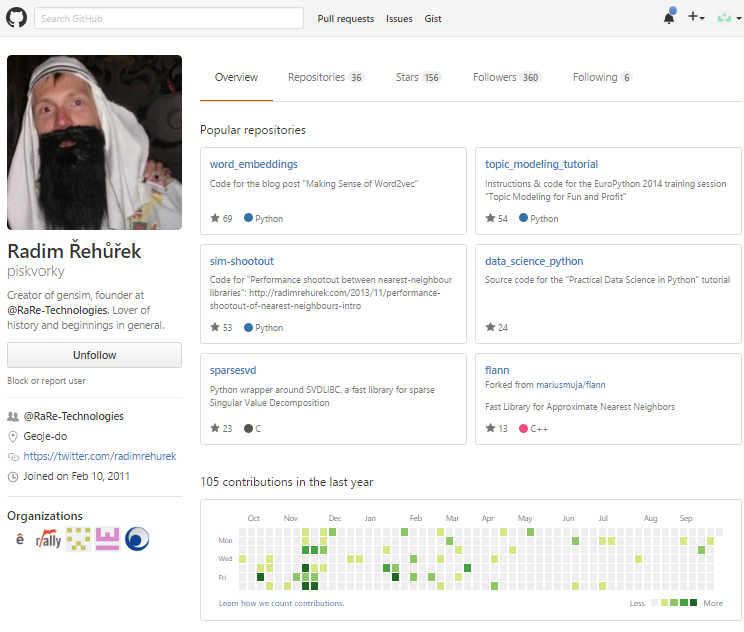 Search GitHub
Pull requests Issues Gist
Overview Repositories 36 Stars 156 Followers 360 Following 6
Popular repositories
word_embeddings
Code for the blog post "Making Sense of Word2vec"
69 Python
topic_modeling_tutorial
Instructions & code for the EuroPython 2014 training session
"Topic Modeling for Fun and Profit"
54 Python
sim-shootout
Code for "Performance shootout between nearest-neighbour
libraries": http://radimrehurek.com/2013/11/performance-
shootout-of-nearest-neighbours-intro
53 Python
data_science_python
Source code for the "Practical Data Science in Python" tutorial
24
sparsesvd
Python wrapper around SVDLIBC, a fast library for sparse
Singular Value Decomposition
23 C
flann
Forked from mariusmuja/flann
Fast Library for Approximate Nearest Neighbors
13 C++
Radim Řehůřek
piskvorky
Creator of gensim, founder at
@RaRe-Technologies. Lover of
history and beginnings in general.
Unfollow
Block or report user
@RaRe-Technologies
Geoje-do
https://twitter.com/radimrehurek
Joined on Feb 10, 2011
Organizations
ê rally
105 contributions in the last year
Oct Nov Dec Jan Feb Mar Apr May Jun Jul Aug Sep
Mon
Wed
Fri
Learn how we count contributions. Less More